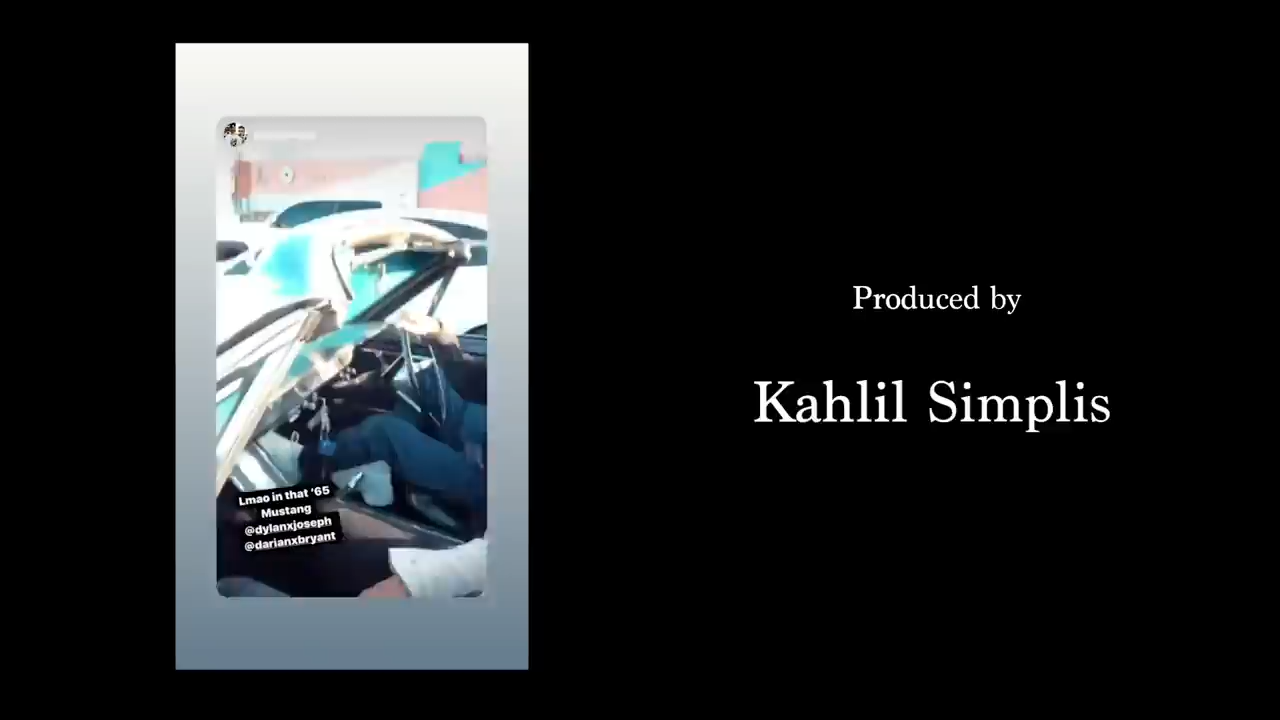 Lmao in that ‘65
Mustang
@dylanxjoseph
@darianxbryant
Produced by
Kahlil Simplis